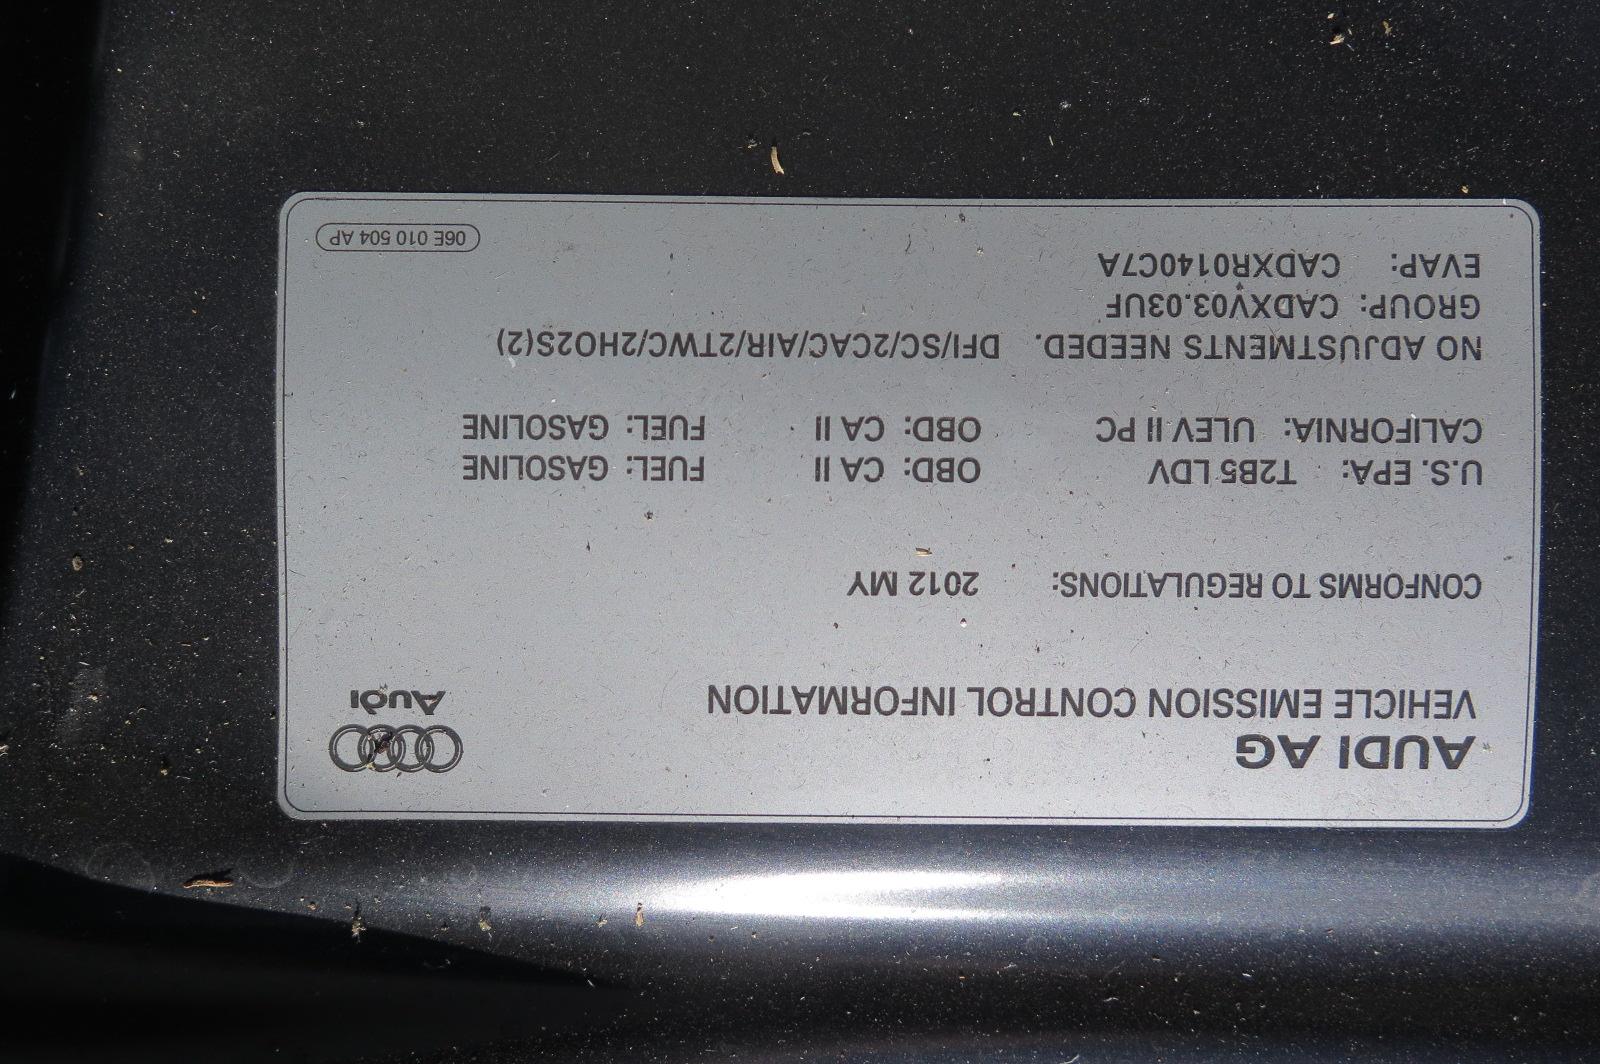 AUDI AG
VEHICLE EMISSION CONTROL INFORMATION
Audi
CONFORMS TO REGULATIONS: 2012 MY
U.S. EPA: T2B5 LDV OBD: CA II FUEL: GASOLINE
CALIFORNIA: ULEV II PC OBD: CA II FUEL: GASOLINE
NO ADJUSTMENTS NEEDED. DFI/SC/2CAC/AIR/2TWC/2HO2S(2)
GROUP: CADXV03.03UF
EVAP: CADXR0140C7A
06E 010 504 AP